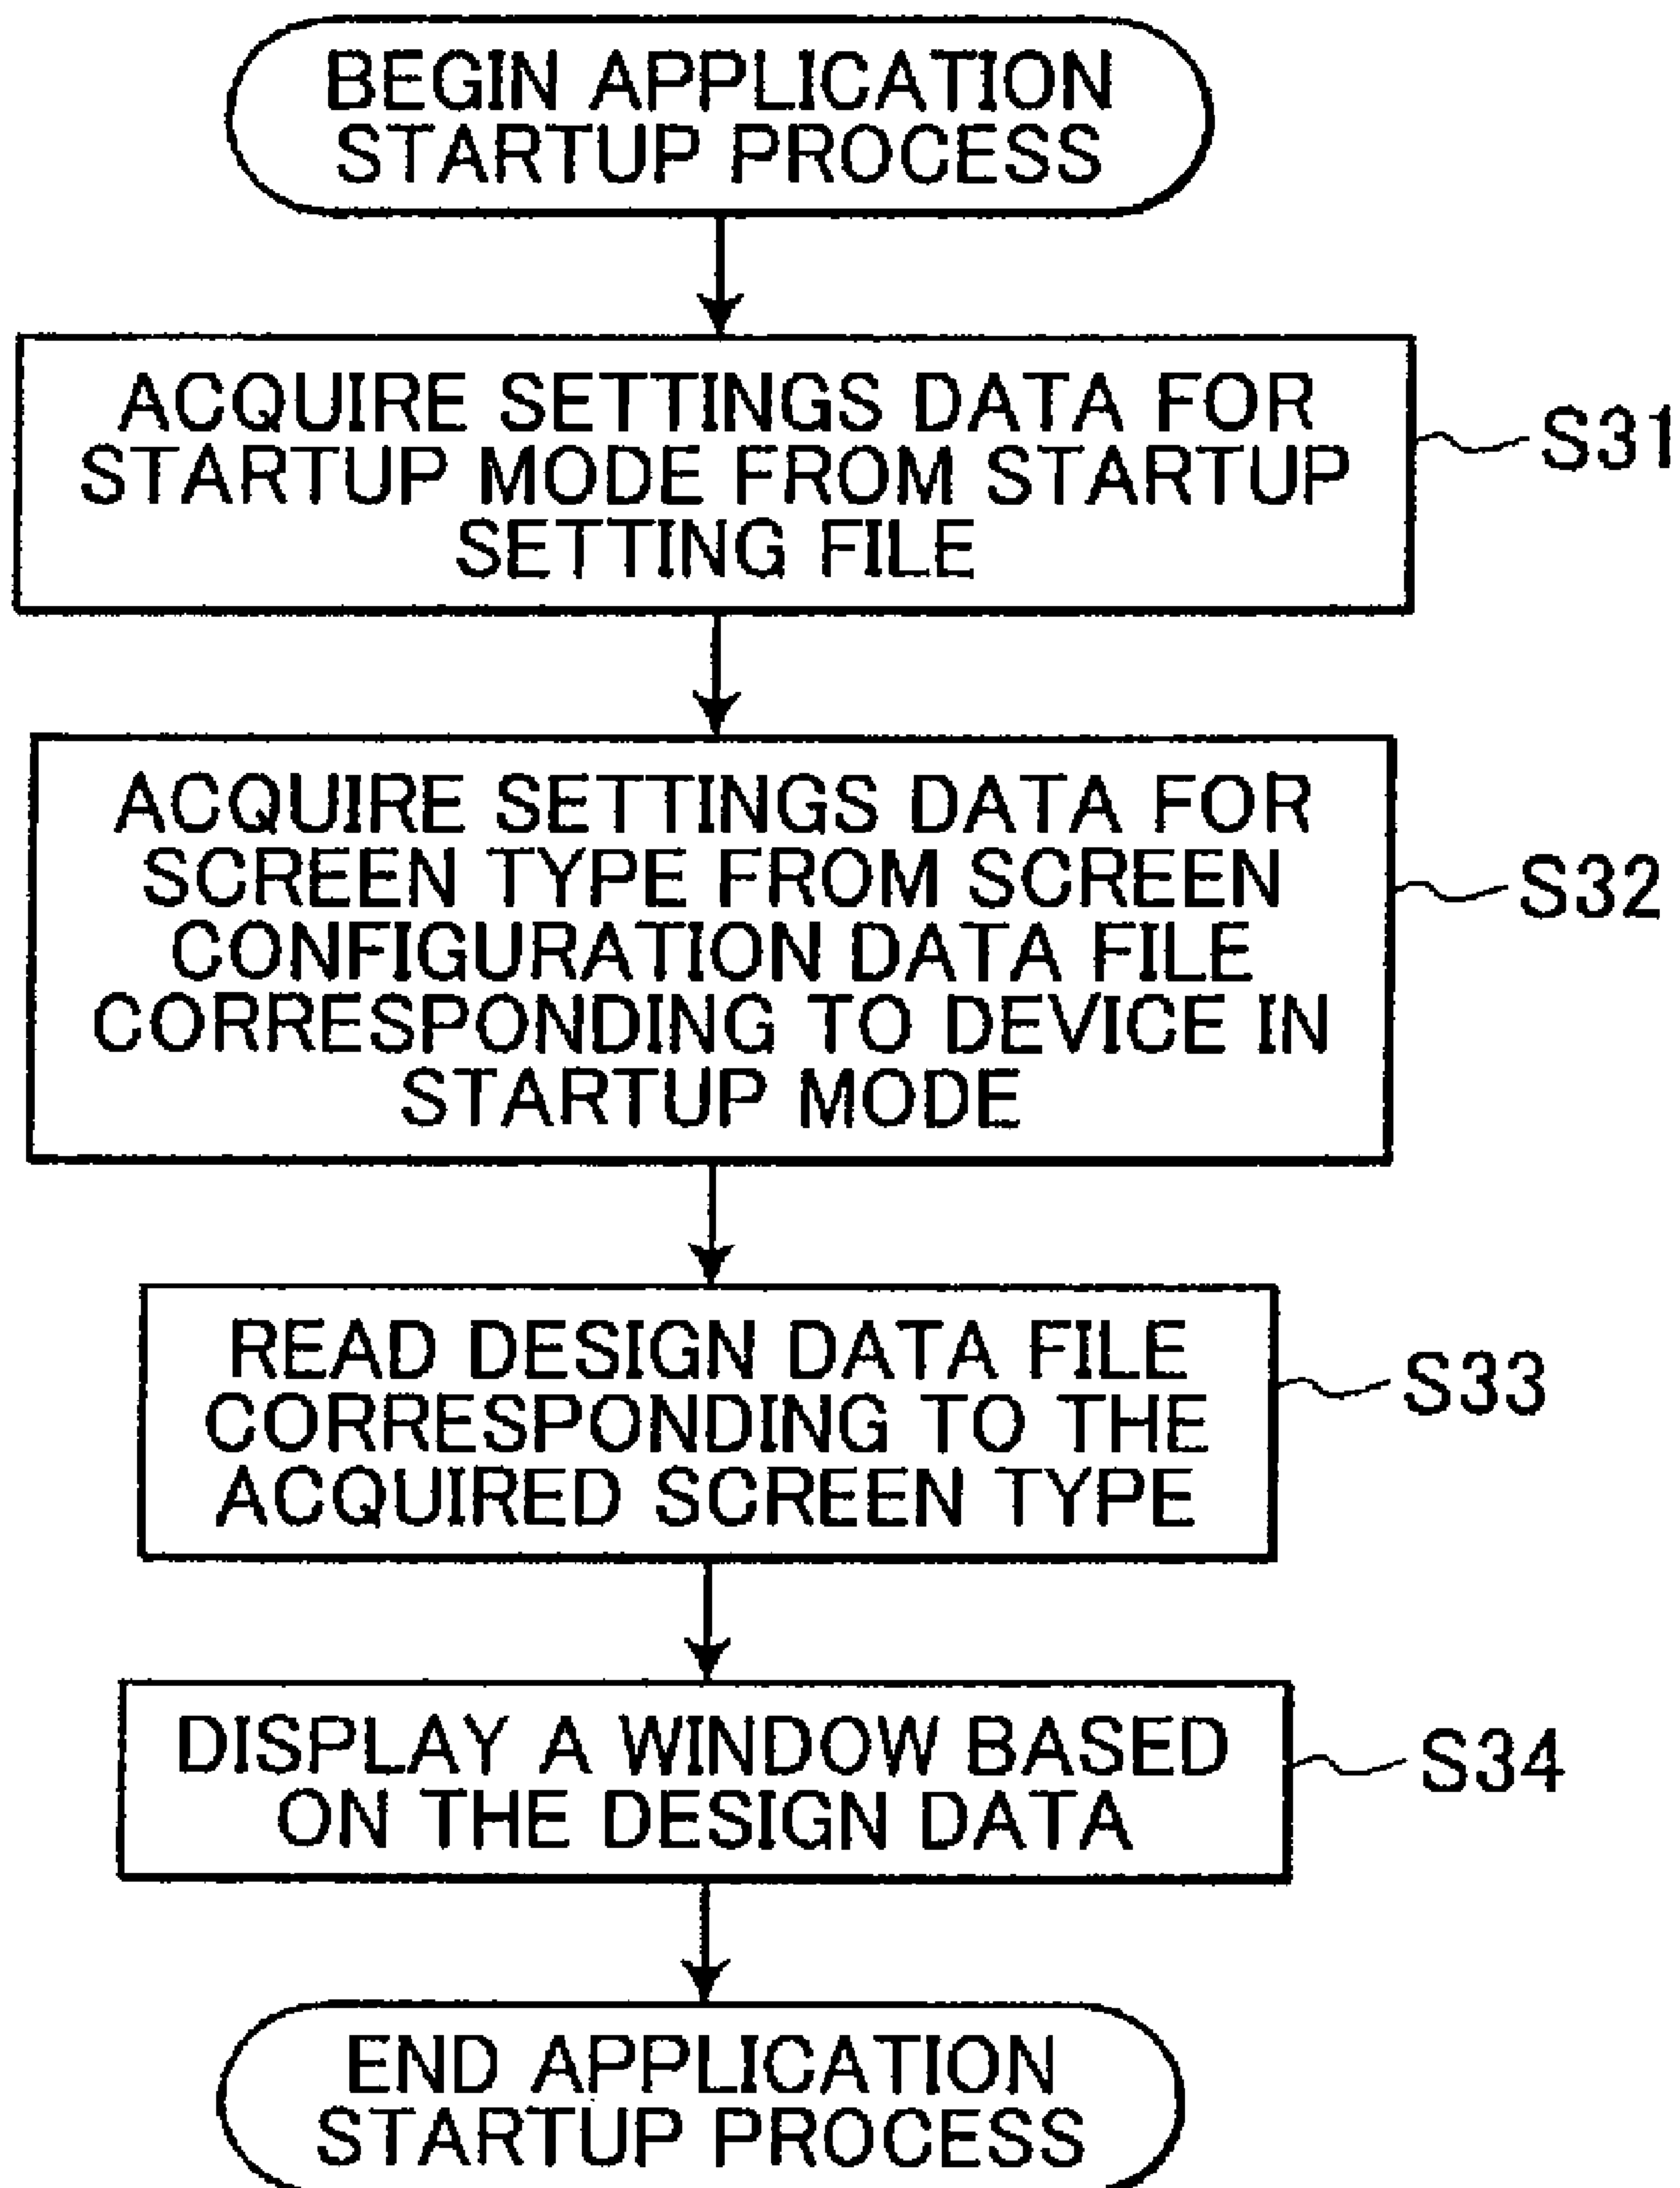 BEGIN APPLICATION
STARTUP PROCESS
ACQUIRE SETTINGS DATA FOR
STARTUP MODE FROM STARTUP
SETTING FILE
S31
ACQUIRE SETTINGS DATA FOR
SCREEN TYPE FROM SCREEN
CONFIGURATION DATA FILE
CORRESPONDING TO DEVICE IN
STARTUP MODE
S32
READ DESIGN DATA FILE
CORRESPONDING TO THE
ACQUIRED SCREEN TYPE
S33
DISPLAY A WINDOW BASED
ON THE DESIGN DATA
S34
END APPLICATION
STARTUP PROCESS